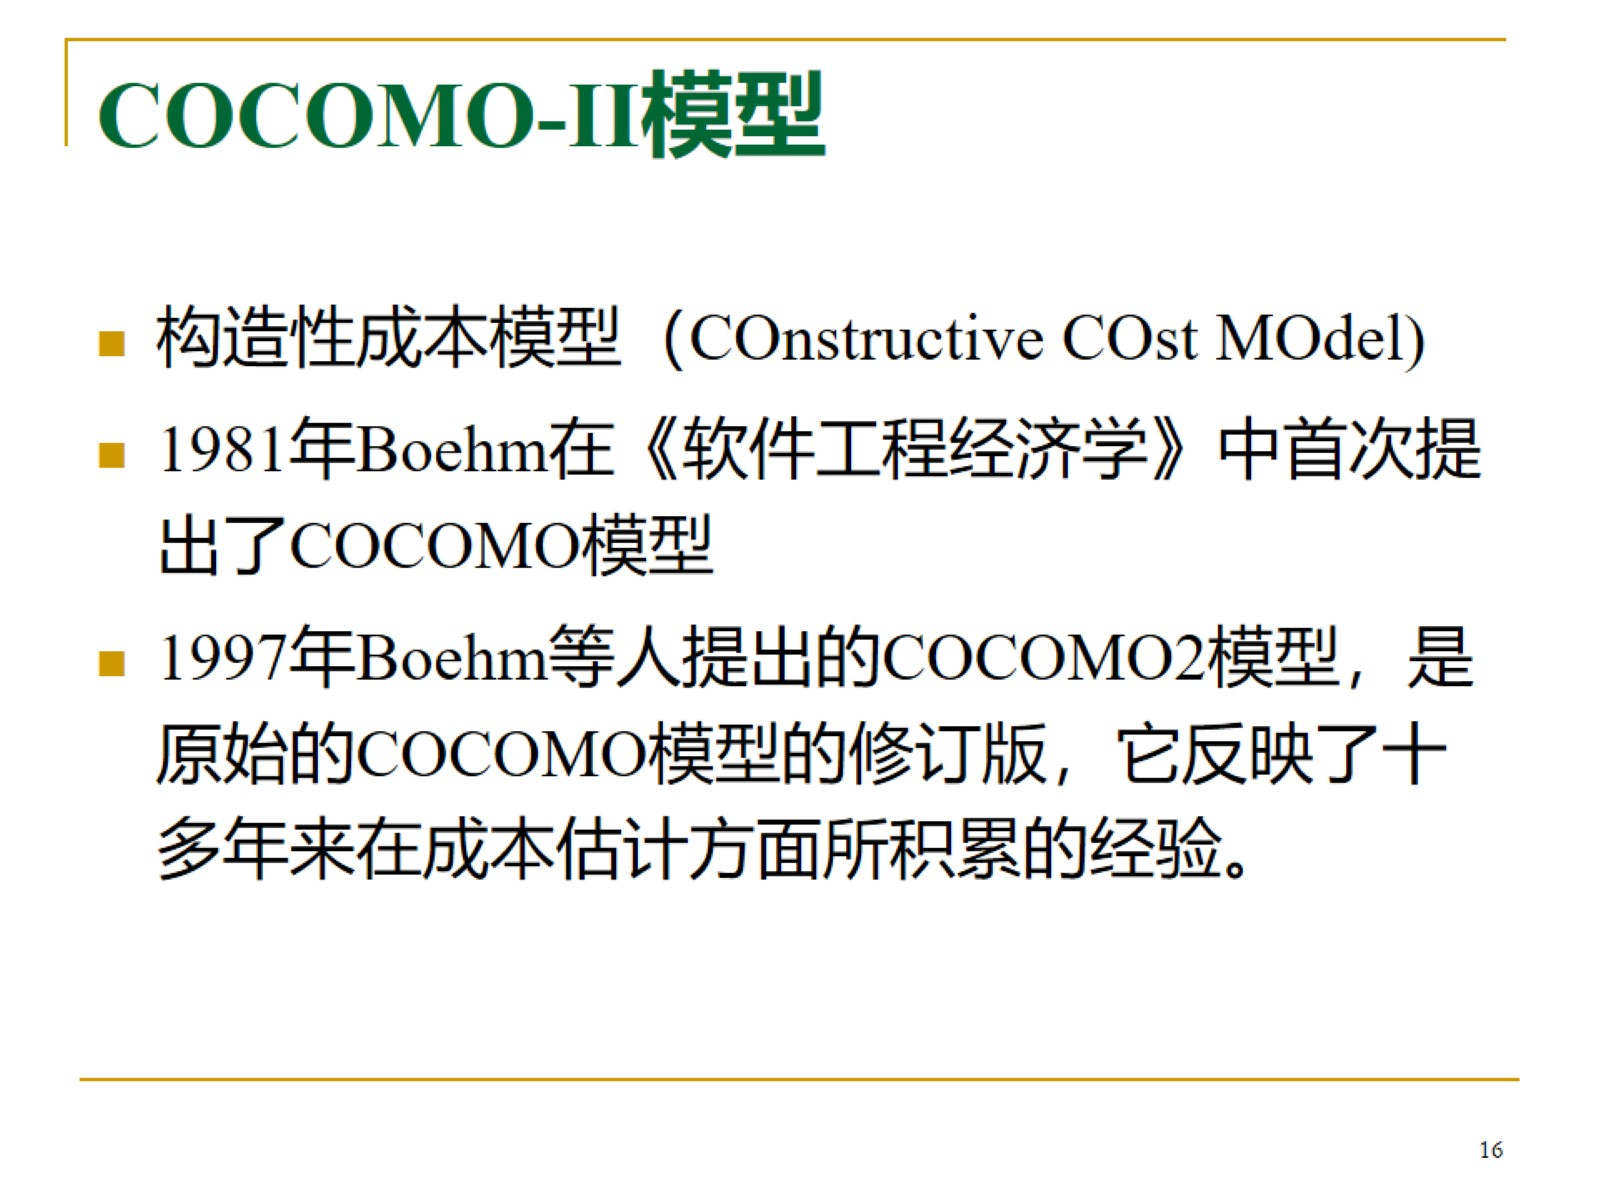 COCOMO-II模型
构造性成本模型（COnstructive COst MOdel)
1981年Boehm在《软件工程经济学》中首次提
出了COCOMO模型
1997年Boehm等人提出的COCOMO2模型，是
原始的COCOMO模型的修订版，它反映了十
多年来在成本估计方面所积累的经验。
16